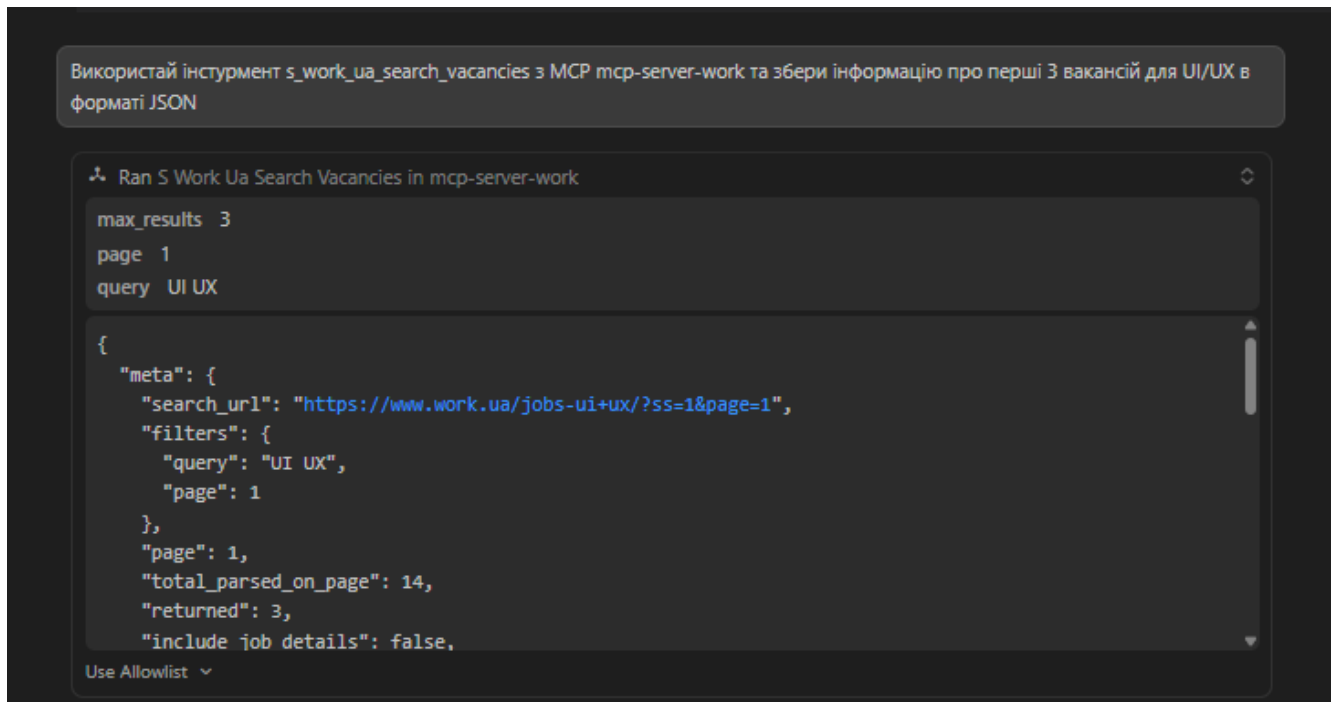 Використай інстурмент s_work_ua_search_vacancies з MCP mcp-server-work та збери інформацію про перші 3 вакансій для UI/UX в
форматі JSON
Ran S Work Ua Search Vacancies in mcp-server-work
max_results 3
page 1
query UI UX
{
"meta": {
"search_url": "https://www.work.ua/jobs-ui+ux/?ss=1&page=1",
"filters": {
"query": "UI UX",
"page": 1
},
"page": 1,
"total_parsed_on_page": 14,
"returned": 3,
"include_job_details": false,
Use Allowlist